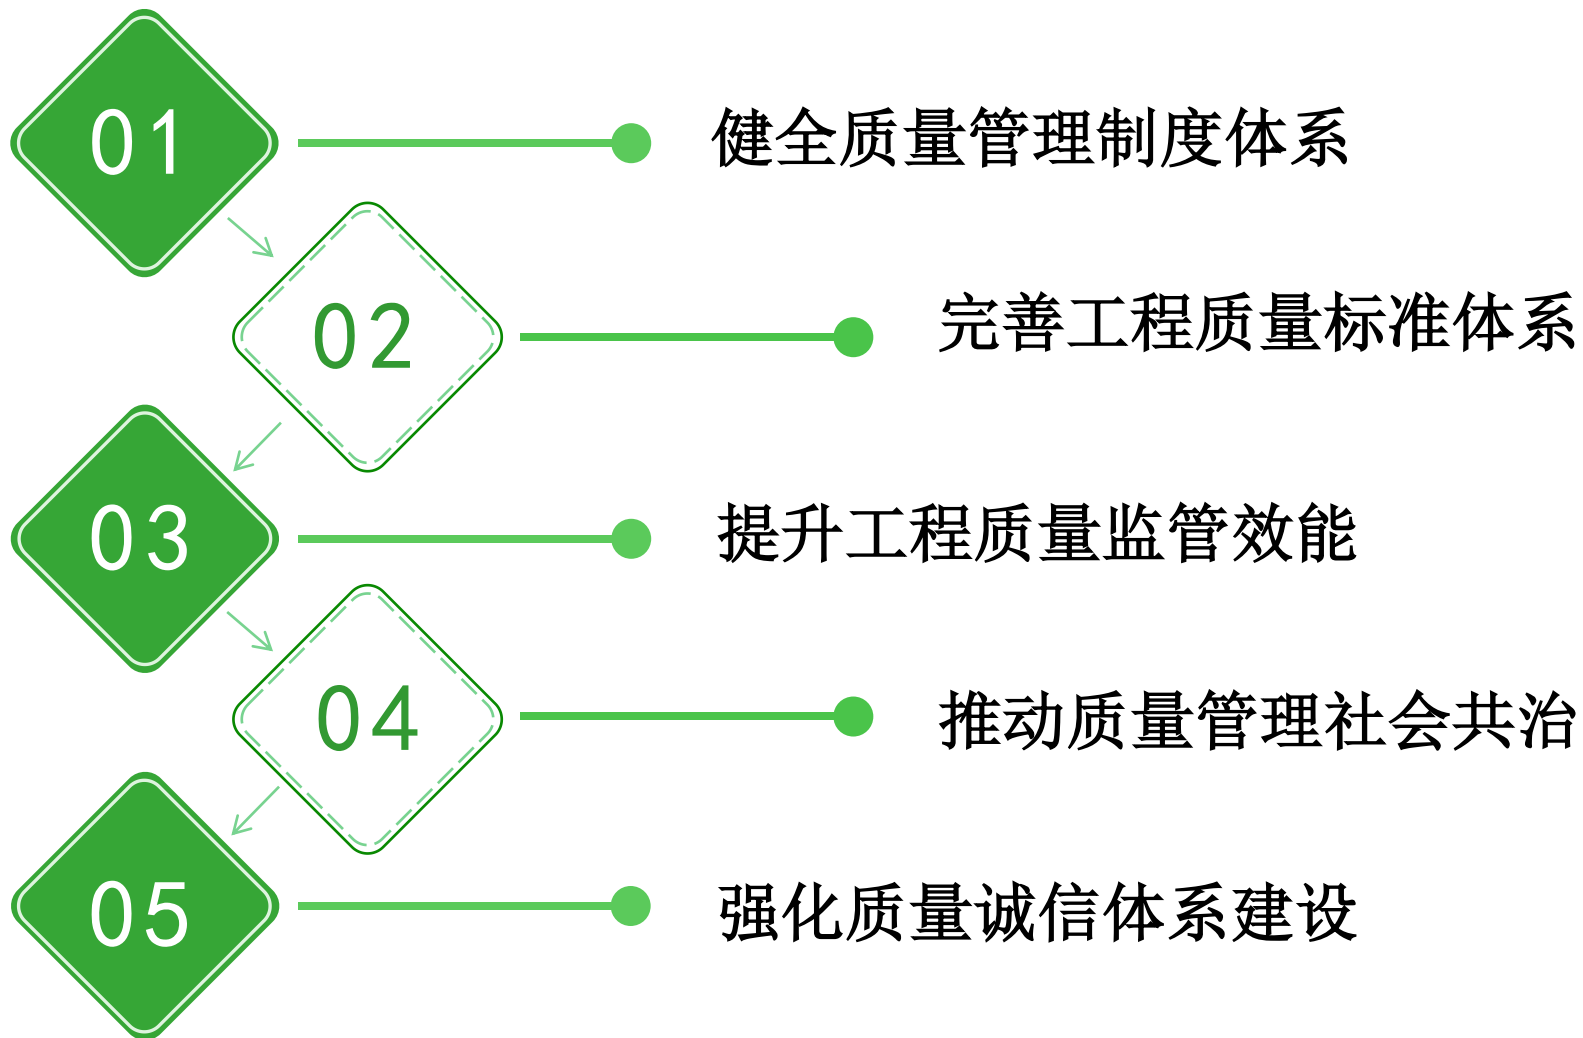 01
健全质量管理制度体系
02
完善工程质量标准体系
03
提升工程质量监管效能
04
推动质量管理社会共治
05
强化质量诚信体系建设